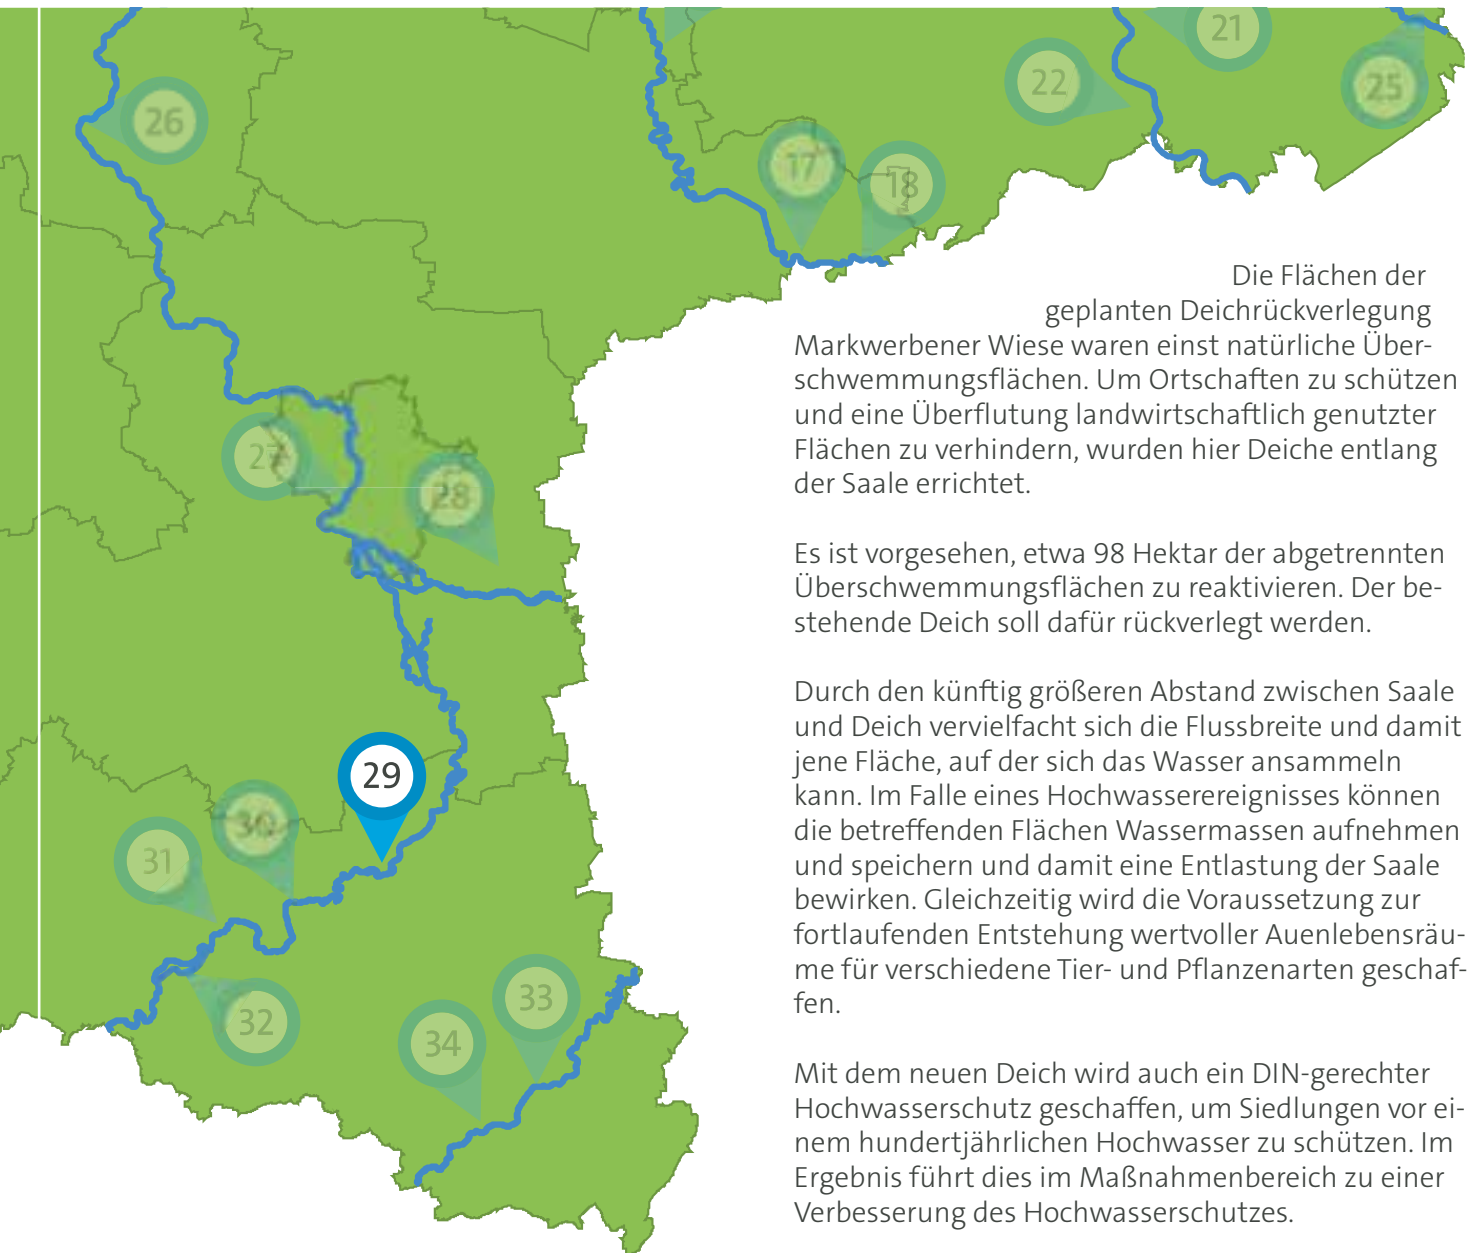 21
22
25
26
17
18
Die Flächen der
geplanten Deichrückverlegung
Markwerbener Wiese waren einst natürliche Über-
schwemmungsflächen. Um Ortschaften zu schützen
und eine Überflutung landwirtschaftlich genutzter
Flächen zu verhindern, wurden hier Deiche entlang
der Saale errichtet.
Es ist vorgesehen, etwa 98 Hektar der abgetrennten
Überschwemmungsflächen zu reaktivieren. Der be-
stehende Deich soll dafür rückverlegt werden.
Durch den künftig größeren Abstand zwischen Saale
und Deich vervielfacht sich die Flussbreite und damit
jene Fläche, auf der sich das Wasser ansammeln
kann. Im Falle eines Hochwasserereignisses können
die betreffenden Flächen Wassermassen aufnehmen
und speichern und damit eine Entlastung der Saale
bewirken. Gleichzeitig wird die Voraussetzung zur
fortlaufenden Entstehung wertvoller Auenlebensräu-
me für verschiedene Tier- und Pflanzenarten geschaf-
fen.
Mit dem neuen Deich wird auch ein DIN-gerechter
Hochwasserschutz geschaffen, um Siedlungen vor ei-
nem hundertjährlichen Hochwasser zu schützen. Im
Ergebnis führt dies im Maßnahmenbereich zu einer
Verbesserung des Hochwasserschutzes.
27
28
29
30
31
32
33
34